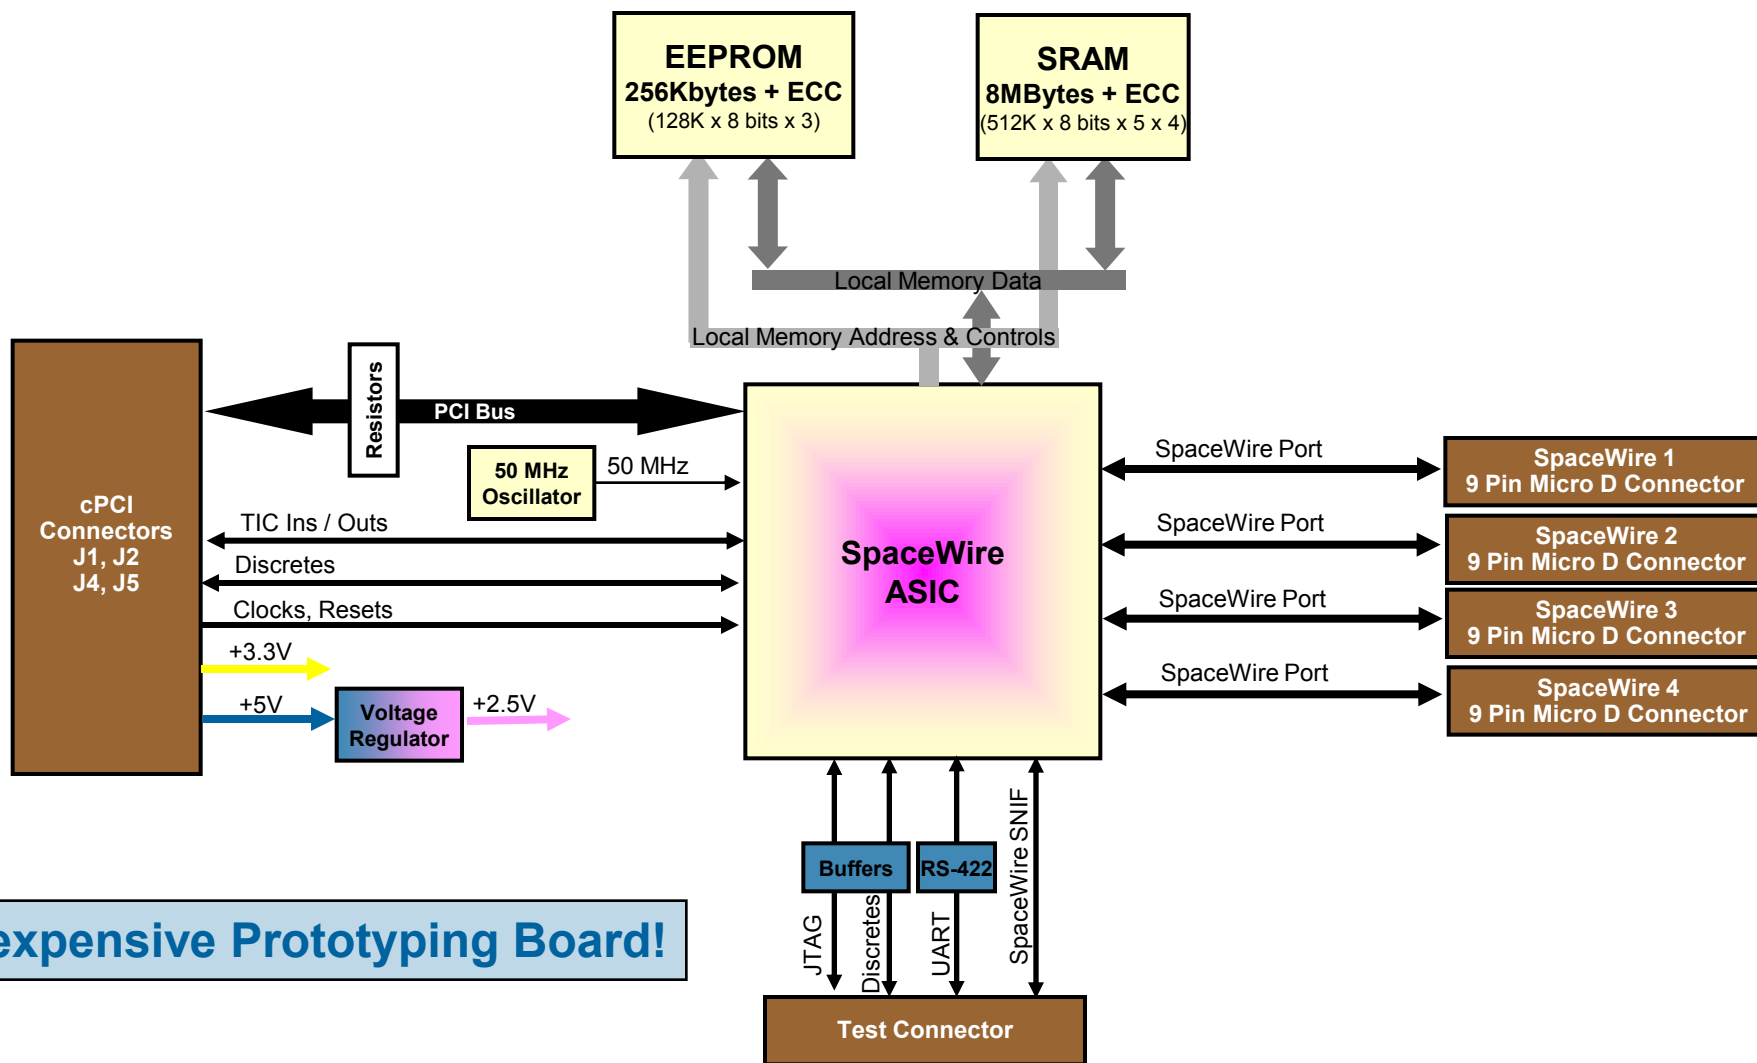 EEPROM
256Kbytes + ECC
(128K x 8 bits x 3)
SRAM
8MBytes + ECC
(512K x 8 bits x 5 x 4)
Local Memory Data
Local Memory Address & Controls
Resistors
PCI Bus
50 MHz
Oscillator
50 MHz
cPCI
Connectors
J1, J2
J4, J5
TIC Ins / Outs
Discretes
Clocks, Resets
+3.3V
+5V
Voltage
Regulator
+2.5V
SpaceWire
ASIC
SpaceWire Port
SpaceWire 1
9 Pin Micro D Connector
SpaceWire Port
SpaceWire 2
9 Pin Micro D Connector
SpaceWire Port
SpaceWire 3
9 Pin Micro D Connector
SpaceWire Port
SpaceWire 4
9 Pin Micro D Connector
Buffers
RS-422
JTAG
Discretes
UART
SpaceWire SNIF
expensive Prototyping Board!
Test Connector